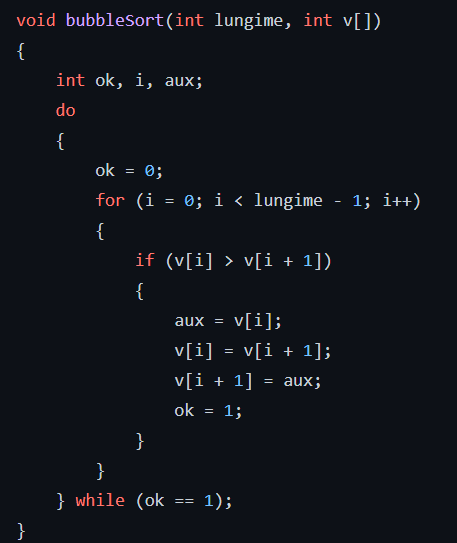 void bubbleSort(int lungime, int v[])
{
    int ok, i, aux;
    do
    {
        ok = 0;
        for (i = 0; i < lungime - 1; i++)
        {
            if (v[i] > v[i + 1])
            {
                aux = v[i];
                v[i] = v[i + 1];
                v[i + 1] = aux;
                ok = 1;
            }
        }
    } while (ok == 1);
}